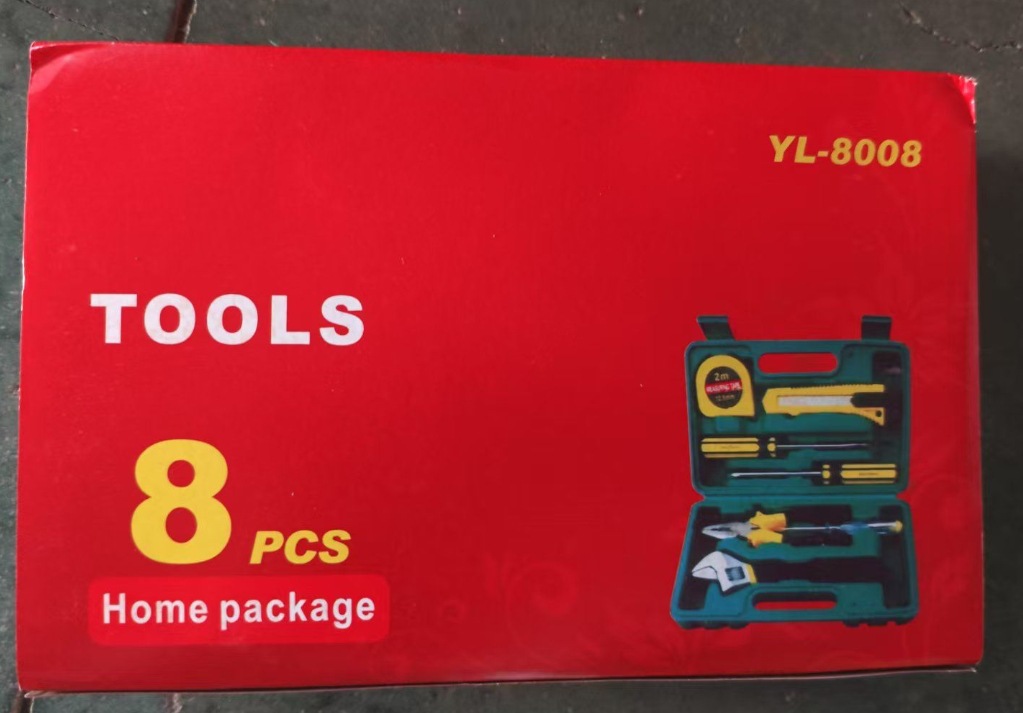 YL-8008
TOOLS
8 PCS
Home package
2m